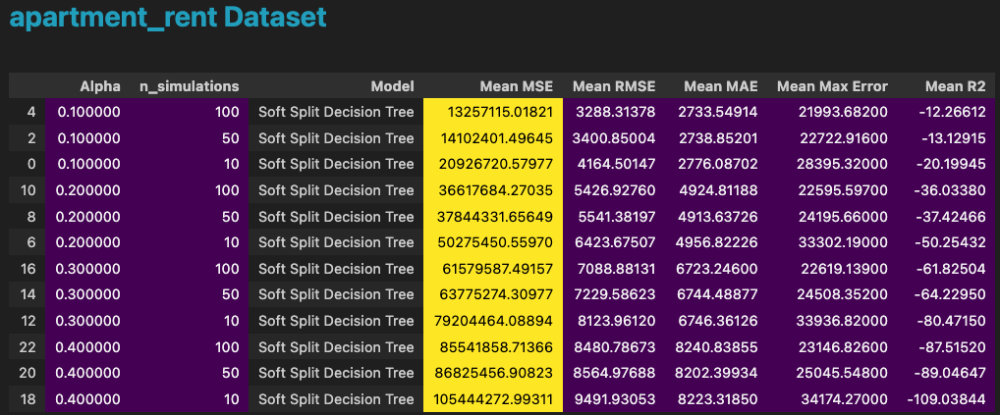 apartment_rent Dataset
Alpha n_simulations Model Mean MSE Mean RMSE Mean MAE Mean Max Error Mean R2
4 0.100000 100 Soft Split Decision Tree 13257115.01821 3288.31378 2733.54914 21993.68200 -12.26612
2 0.100000 50 Soft Split Decision Tree 14102401.49645 3400.85004 2738.85201 22722.91600 -13.12915
0 0.100000 10 Soft Split Decision Tree 20926720.57977 4164.50147 2776.08702 28395.32000 -20.19945
10 0.200000 100 Soft Split Decision Tree 36617684.27035 5426.92760 4924.81188 22595.59700 -36.03380
8 0.200000 50 Soft Split Decision Tree 37844331.65649 5541.38197 4913.63726 24195.66000 -37.42466
6 0.200000 10 Soft Split Decision Tree 50275450.55970 6423.67507 4956.82226 33302.19000 -50.25432
16 0.300000 100 Soft Split Decision Tree 61579587.49157 7088.88131 6723.24600 22619.13900 -61.82504
14 0.300000 50 Soft Split Decision Tree 63775274.30977 7229.58623 6744.48877 24508.35200 -64.22950
12 0.300000 10 Soft Split Decision Tree 79204464.08894 8123.96120 6746.36126 33936.82000 -80.47150
22 0.400000 100 Soft Split Decision Tree 85541858.71366 8480.78673 8240.83855 23146.82600 -87.51520
20 0.400000 50 Soft Split Decision Tree 86825456.90823 8564.97688 8202.39934 25045.54800 -89.04647
18 0.400000 10 Soft Split Decision Tree 105444272.99311 9491.93053 8223.31850 34174.27000 -109.03844